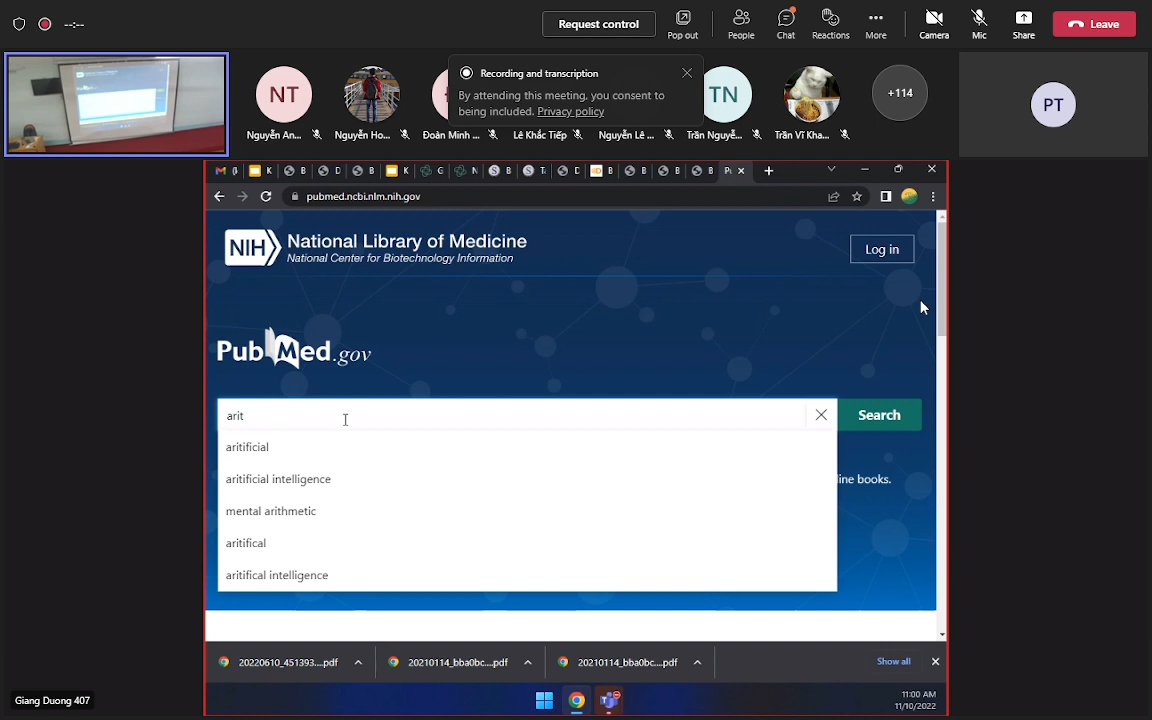 --:--
Request control
Pop out
People
Chat
Reactions
More
Camera
Mic
Share
Leave
NT
Nguyễn An...
Nguyễn Ho...
Đoàn Minh ...
Lê Khắc Tiếp
Nguyễn Lê ...
TN
Trần Nguyễ...
Trần Vĩ Kha...
+114
PT
Recording and transcription
By attending this meeting, you consent to
being included. Privacy policy
pubmed.ncbi.nlm.nih.gov
NIH
National Library of Medicine
National Center for Biotechnology Information
Log in
PubMed.gov
arit
Search
aritificial
aritificial intelligence
mental arithmetic
aritifical
aritifical intelligence
line books.
20220610_451393....pdf
20210114_bba0bc....pdf
20210114_bba0bc....pdf
Show all
11:00 AM
11/10/2022
Giang Duong 407